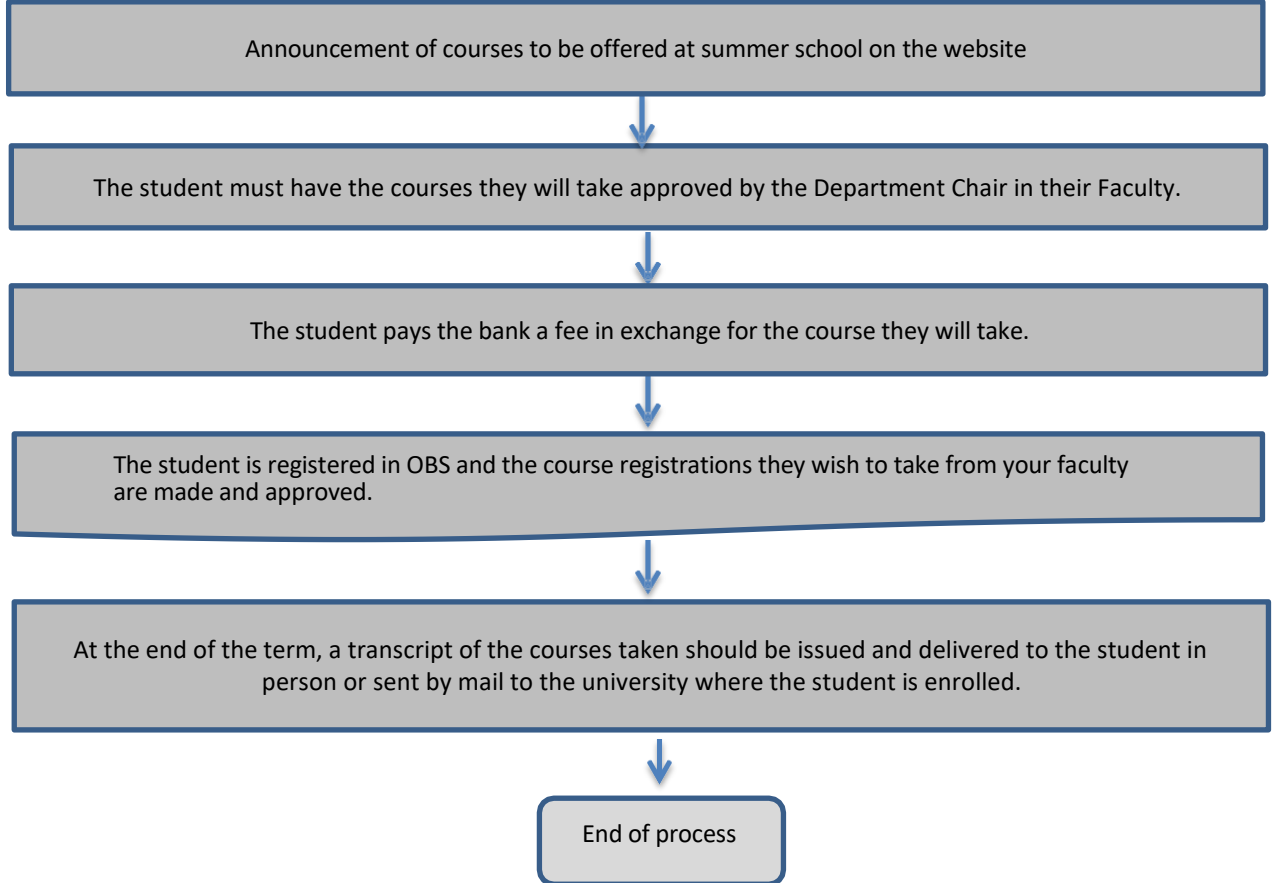 Announcement of courses to be offered at summer school on the website
The student must have the courses they will take approved by the Department Chair in their Faculty.
The student pays the bank a fee in exchange for the course they will take.
The student is registered in OBS and the course registrations they wish to take from your faculty
are made and approved.
At the end of the term, a transcript of the courses taken should be issued and delivered to the student in
person or sent by mail to the university where the student is enrolled.
End of process